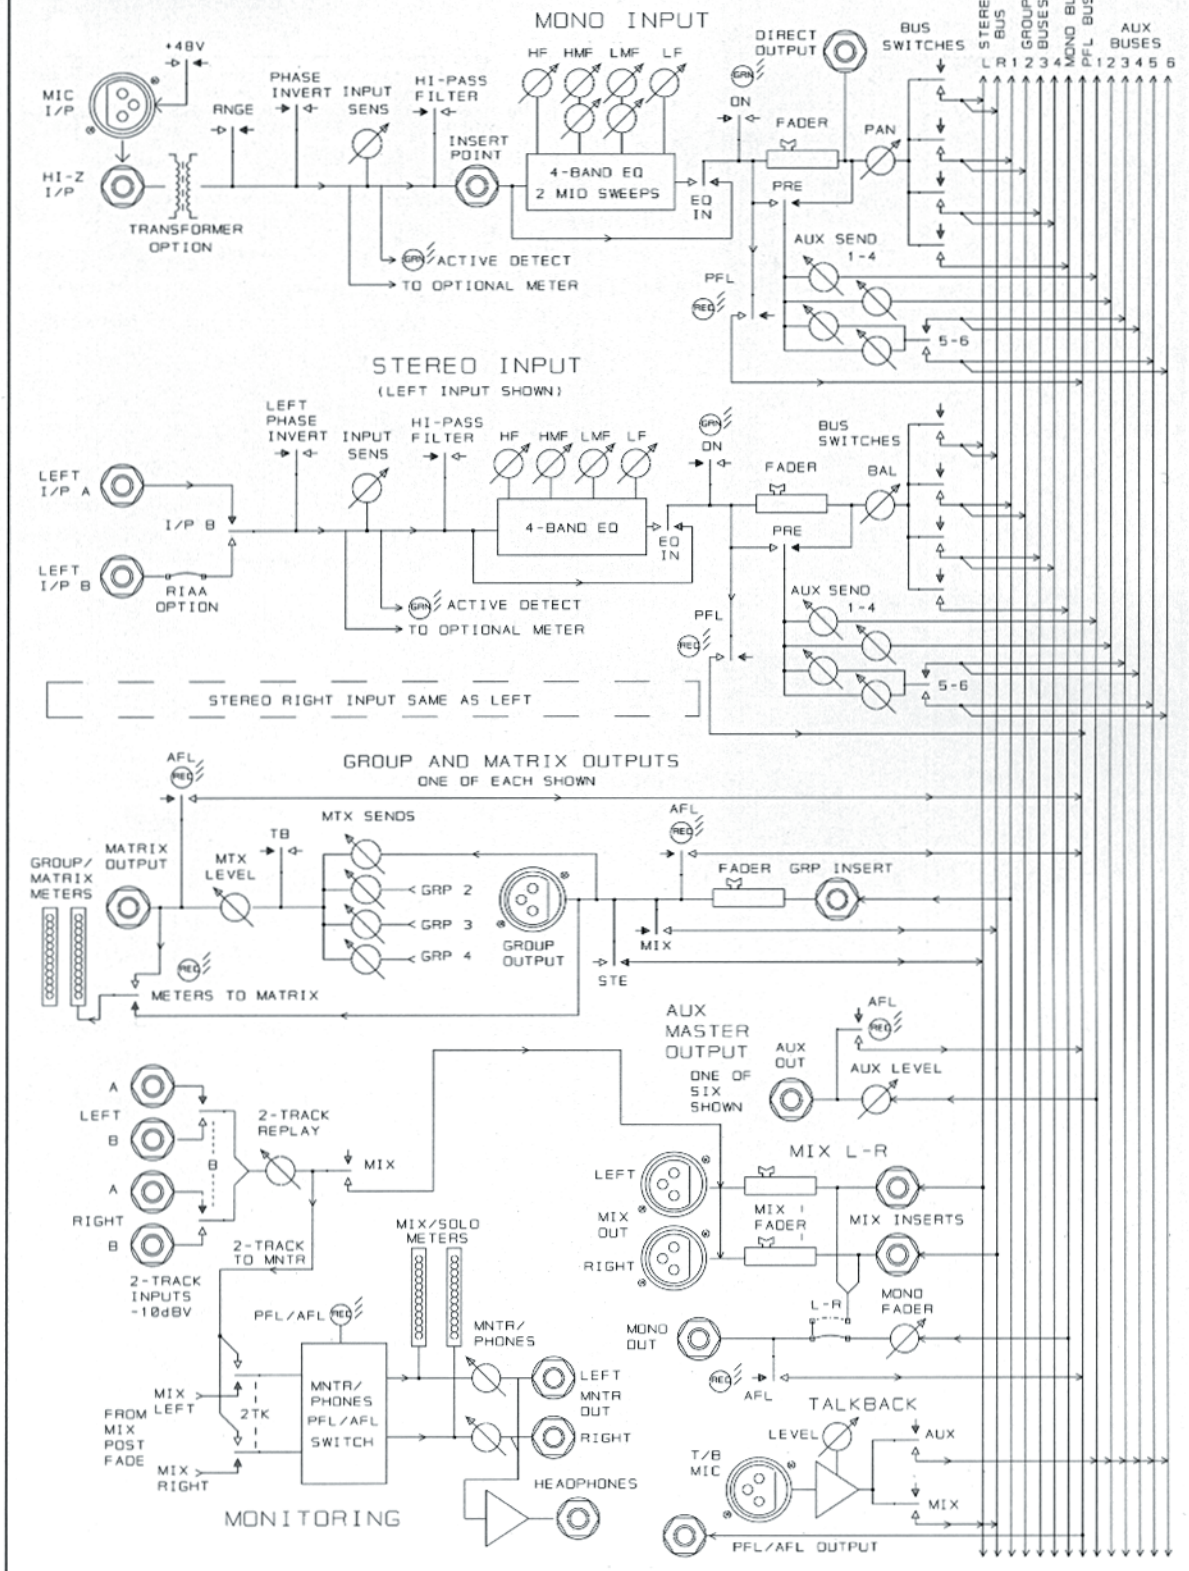 MONO INPUT
+48V
MIC
I/P
HI-Z
I/P
TRANSFORMER
OPTION
RNGE
PHASE
INVERT
INPUT
SENS
HI-PASS
FILTER
INSERT
POINT
HF
HMF
LMF
LF
4-BAND EQ
2 MID SWEEPS
EQ
IN
GRN
ON
DIRECT
OUTPUT
FADER
PRE
PAN
BUS
SWITCHES
AUX SEND
1-4
5-6
PFL
RED
GRN
ACTIVE DETECT
TO OPTIONAL METER
STEREO
BUS
GROUP
BUSES
MONO BU
PFL BUS
AUX
BUSES
L R 1 2 3 4 1 2 3 4 5 6
STEREO INPUT
(LEFT INPUT SHOWN)
LEFT
PHASE
INVERT
INPUT
SENS
HI-PASS
FILTER
HF
HMF
LMF
LF
4-BAND EQ
EQ
IN
GRN
ON
FADER
PRE
BAL
BUS
SWITCHES
LEFT
I/P A
I/P B
LEFT
I/P B
RIAA
OPTION
GRN
ACTIVE DETECT
TO OPTIONAL METER
PFL
RED
AUX SEND
1-4
5-6
STEREO RIGHT INPUT SAME AS LEFT
GROUP AND MATRIX OUTPUTS
ONE OF EACH SHOWN
AFL
RED
MTX SENDS
TB
MATRIX
OUTPUT
MTX
LEVEL
GROUP/
MATRIX
METERS
GRP 2
GRP 3
GRP 4
GROUP
OUTPUT
AFL
RED
FADER
GRP INSERT
MIX
STE
RED
METERS TO MATRIX
AUX
MASTER
OUTPUT
ONE OF
SIX
SHOWN
AUX
OUT
AFL
RED
AUX LEVEL
A
LEFT
B
B
A
RIGHT
B
2-TRACK
INPUTS
-10dBV
2-TRACK
REPLAY
MIX
2-TRACK
TO MNTR
MIX L-R
LEFT
MIX
OUT
RIGHT
MIX
FADER
MIX INSERTS
MIX/SOLO
METERS
PFL/AFL
RED
MNTR/
PHONES
MNTR/
PHONES
PFL/AFL
SWITCH
LEFT
MNTR
OUT
RIGHT
HEADPHONES
MIX
LEFT
FROM
MIX
POST
FADE
2TK
MIX
RIGHT
MONITORING
L-R
MONO
FADER
MONO
OUT
RED
AFL
TALKBACK
LEVEL
T/B
MIC
AUX
MIX
PFL/AFL OUTPUT